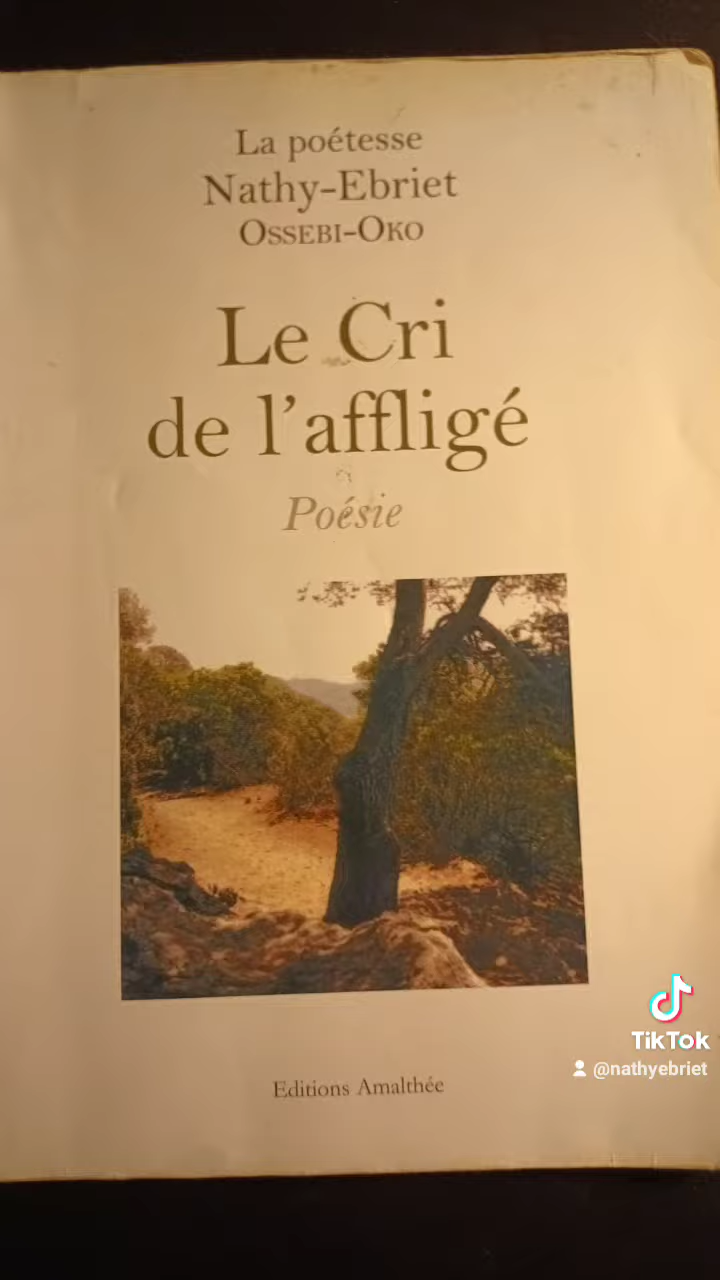 La poétesse
Nathy-Ebriet
OSSEBI-OKO
Le Cri
de l'affligé
Poésie
Editions Amalthée
TikTok
@nathyebriet